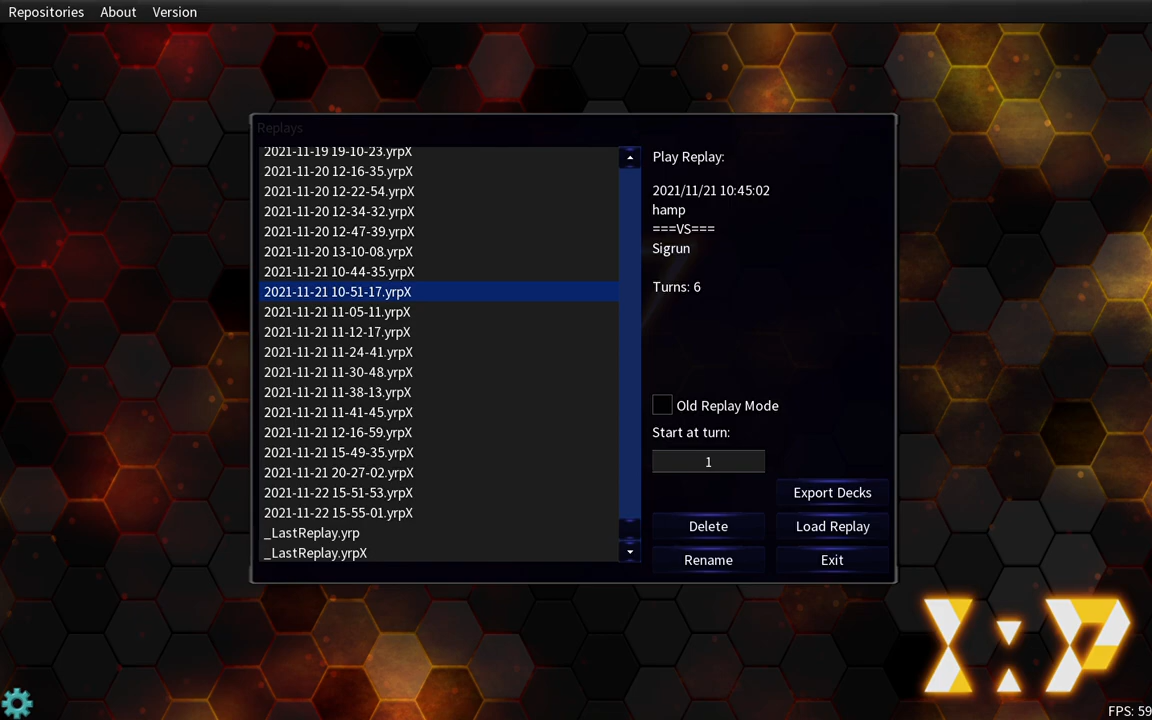 Repositories About Version
Replays
2021-11-19 19-10-23.yrpX
2021-11-20 12-16-35.yrpX
2021-11-20 12-22-54.yrpX
2021-11-20 12-34-32.yrpX
2021-11-20 12-47-39.yrpX
2021-11-20 13-10-08.yrpX
2021-11-21 10-44-35.yrpX
2021-11-21 10-51-17.yrpX
2021-11-21 11-05-11.yrpX
2021-11-21 11-12-17.yrpX
2021-11-21 11-24-41.yrpX
2021-11-21 11-30-48.yrpX
2021-11-21 11-38-13.yrpX
2021-11-21 11-41-45.yrpX
2021-11-21 12-16-59.yrpX
2021-11-21 15-49-35.yrpX
2021-11-21 20-27-02.yrpX
2021-11-22 15-51-53.yrpX
2021-11-22 15-55-01.yrpX
_LastReplay.yrp
_LastReplay.yrpX
Play Replay:
2021/11/21 10:45:02
hamp
===VS===
Sigrun
Turns: 6
Old Replay Mode
Start at turn:
1
Export Decks
Delete
Load Replay
Rename
Exit
X:P
FPS: 59